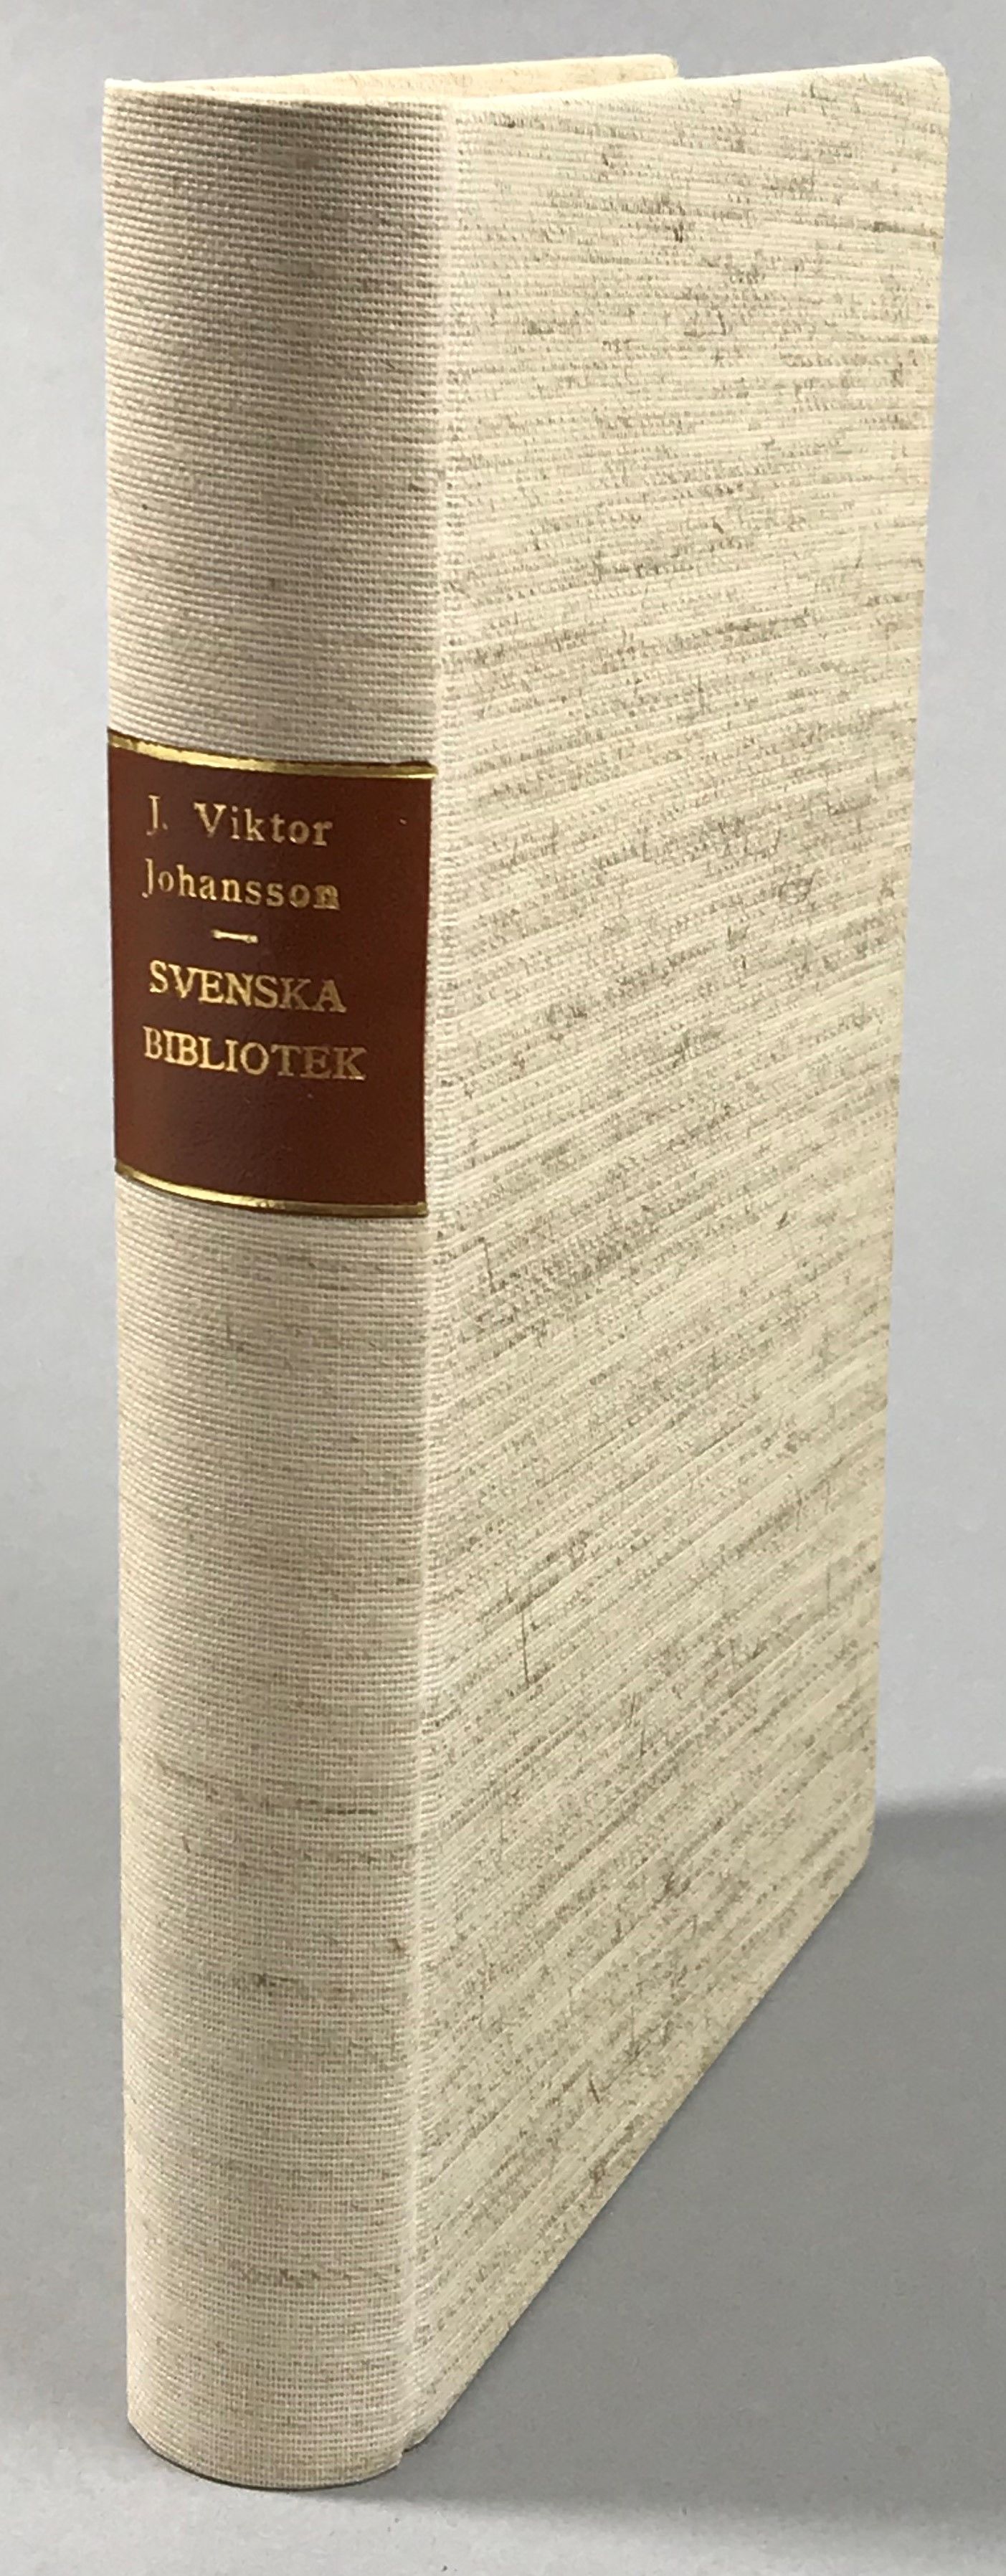 J. Viktor
Johansson
—
SVENSKA
BIBLIOTEK